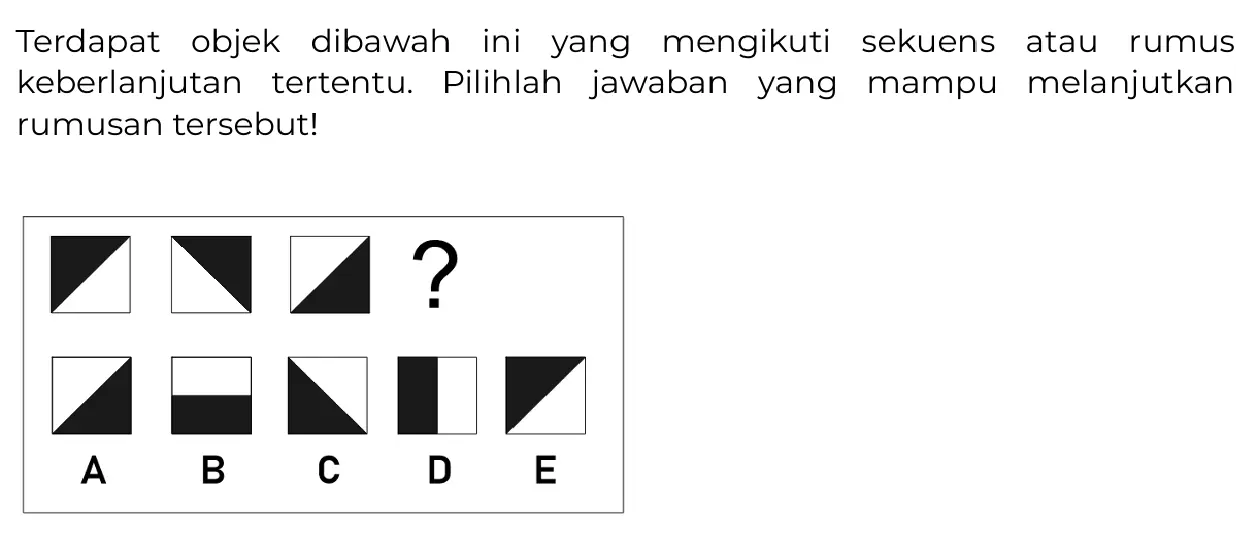 Terdapat objek dibawah ini yang mengikuti sekuens atau rumus
keberlanjutan tertentu. Pilihlah jawaban yang mampu melanjutkan
rumusan tersebut!
?
A B C D E